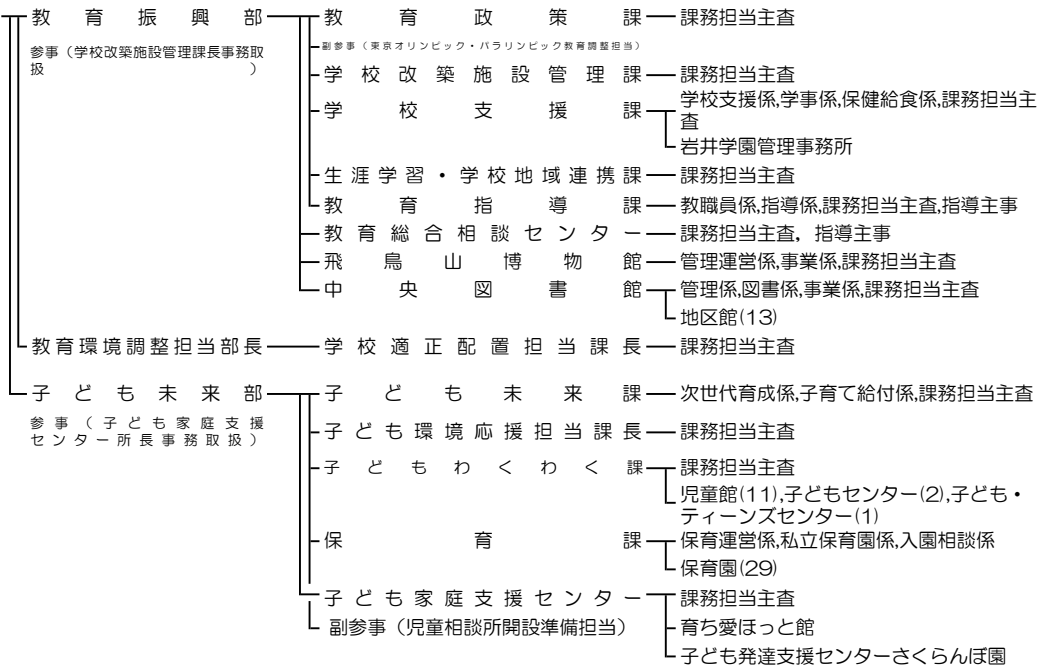 教育振興部
参事（学校改築施設管理課長事務取
扱）
教育政策課
課務担当主査
副参事（東京オリンピック・パラリンピック教育調整担当）
学校改築施設管理課
課務担当主査
学校支援課
学校支援係,学事係,保健給食係,課務担当主
査
岩井学園管理事務所
生涯学習・学校地域連携課
課務担当主査
教育指導課
教職員係,指導係,課務担当主査,指導主事
教育総合相談センター
課務担当主査，指導主事
飛鳥山博物館
管理運営係,事業係,課務担当主査
中央図書館
管理係,図書係,事業係,課務担当主査
地区館(13)
教育環境調整担当部長
学校適正配置担当課長
課務担当主査
子ども未来部
参事（子ども家庭支援
センター所長事務取扱）
子ども未来課
次世代育成係,子育て給付係,課務担当主査
子ども環境応援担当課長
課務担当主査
子どもわくわく課
課務担当主査
児童館(11),子どもセンター(2),子ども・
ティーンズセンター(1)
保育課
保育運営係,私立保育園係,入園相談係
保育園(29)
子ども家庭支援センター
課務担当主査
副参事（児童相談所開設準備担当）
育ち愛ほっと館
子ども発達支援センターさくらんぼ園